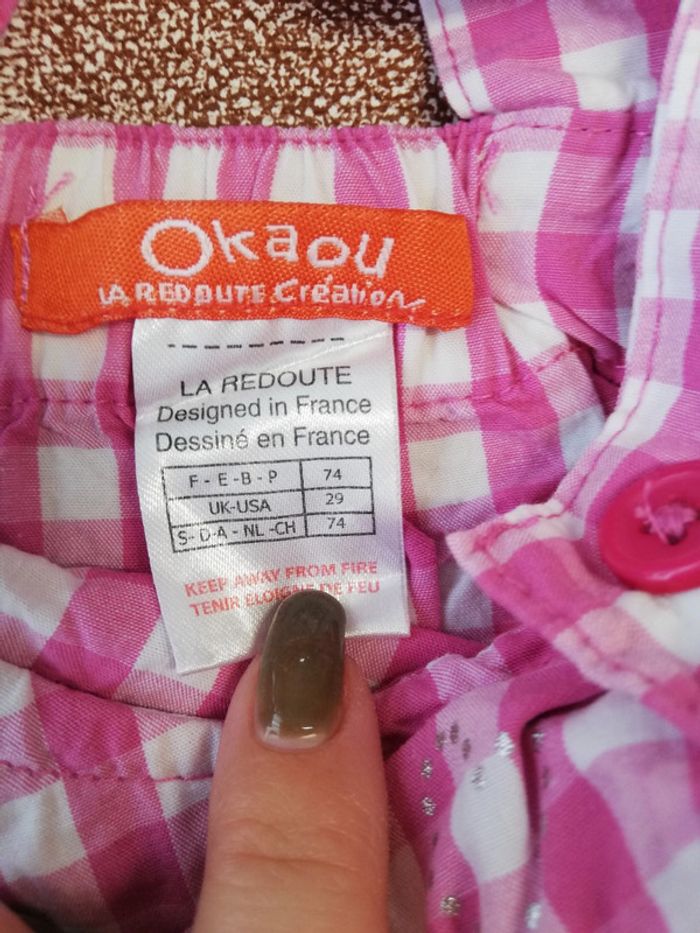 Okaou
LA REDOUTE Création
LA REDOUTE
Designed in France
Dessiné en France
F - E - B - P 74
UK-USA 29
S - D-A - NL -CH 74
KEEP AWAY FROM FIRE
TENIR ELOIGNE DE FEU